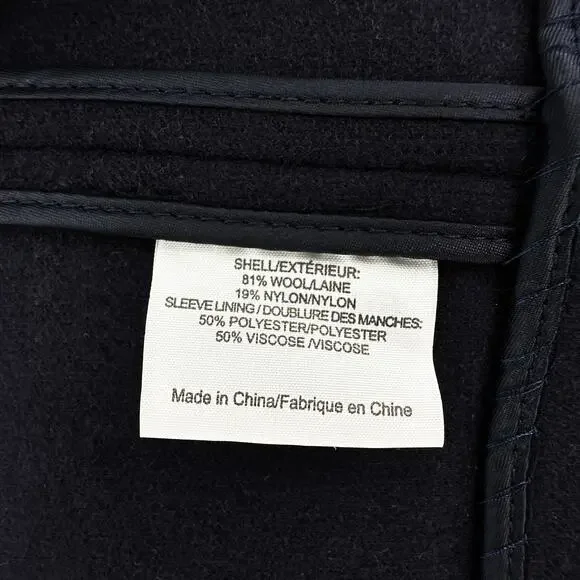 SHELL/EXTÉRIEUR:
81% WOOL/LAINE
19% NYLON/NYLON
SLEEVE LINING / DOUBLURE DES MANCHES:
50% POLYESTER/POLYESTER
50% VISCOSE /VISCOSE
Made in China/Fabrique en Chine